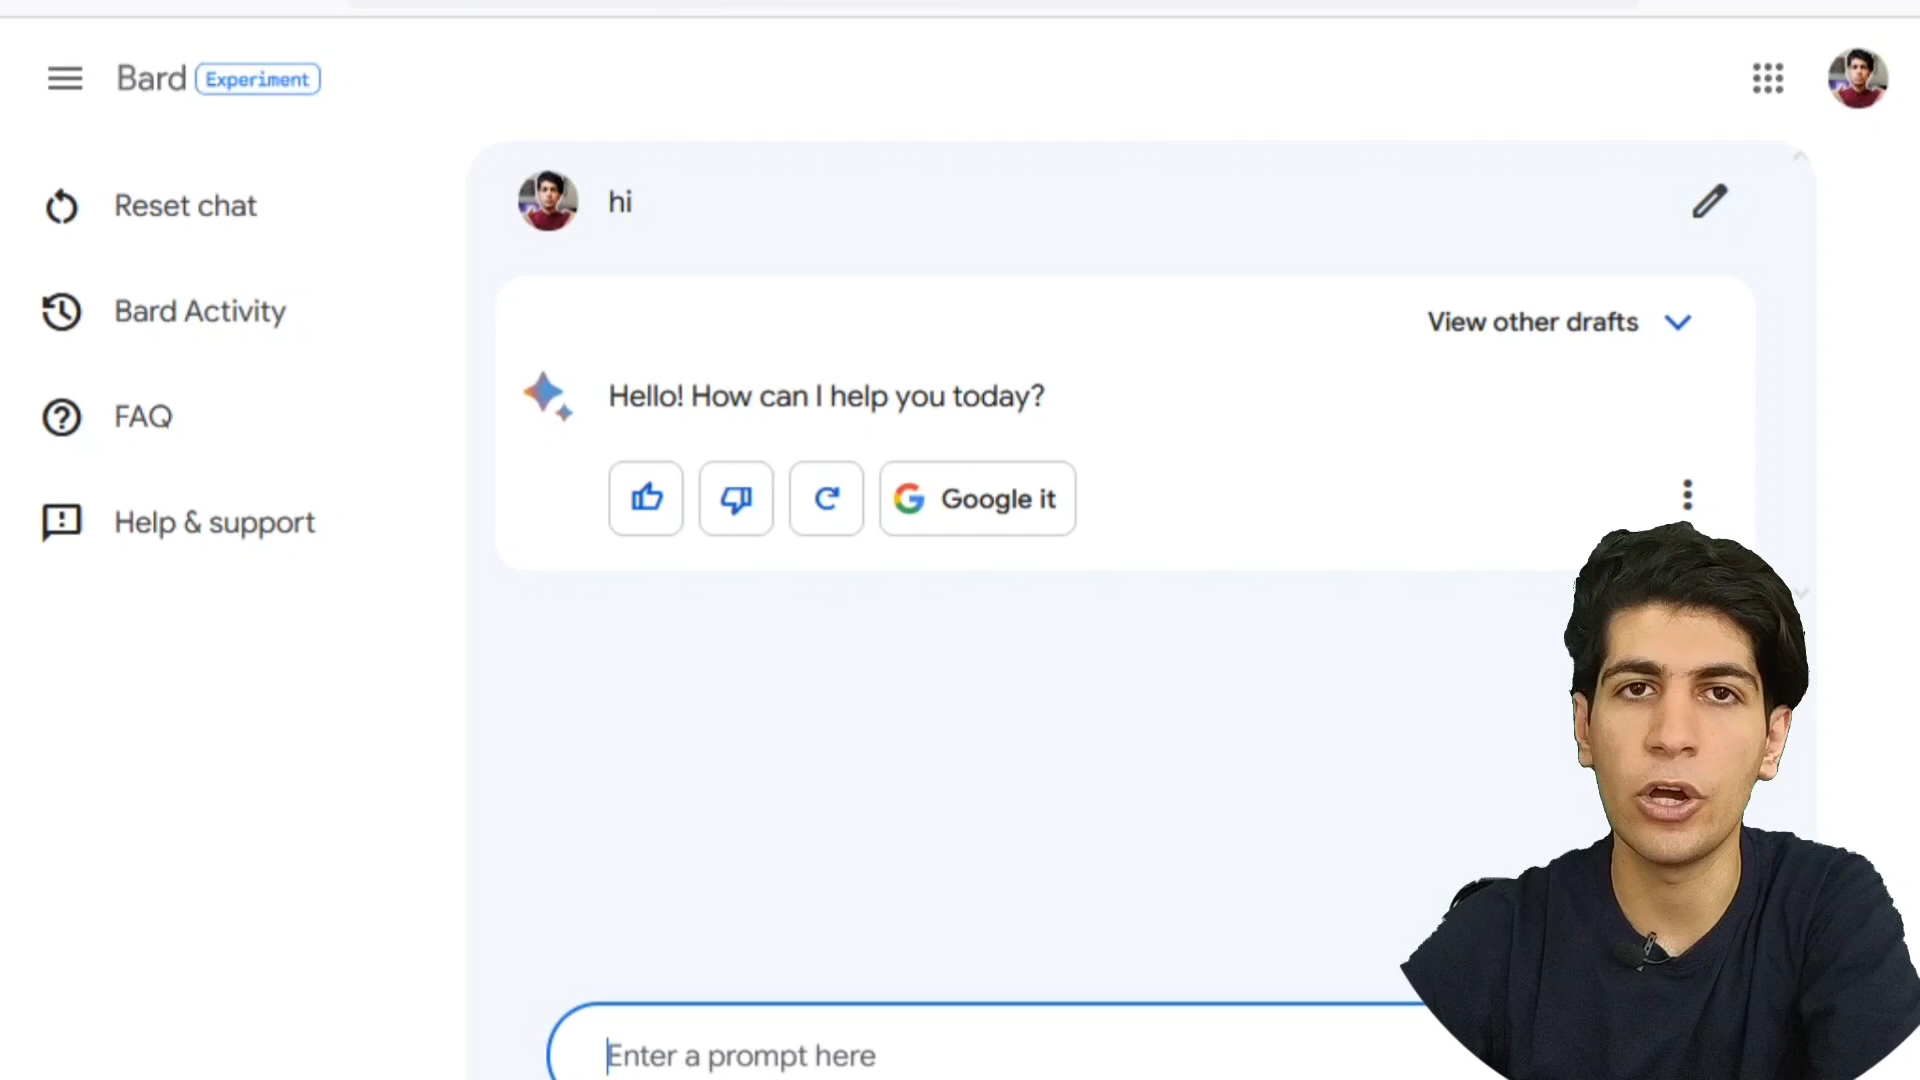 Bard Experiment
Reset chat
Bard Activity
FAQ
Help & support
hi
View other drafts
Hello! How can I help you today?
Google it
Enter a prompt here